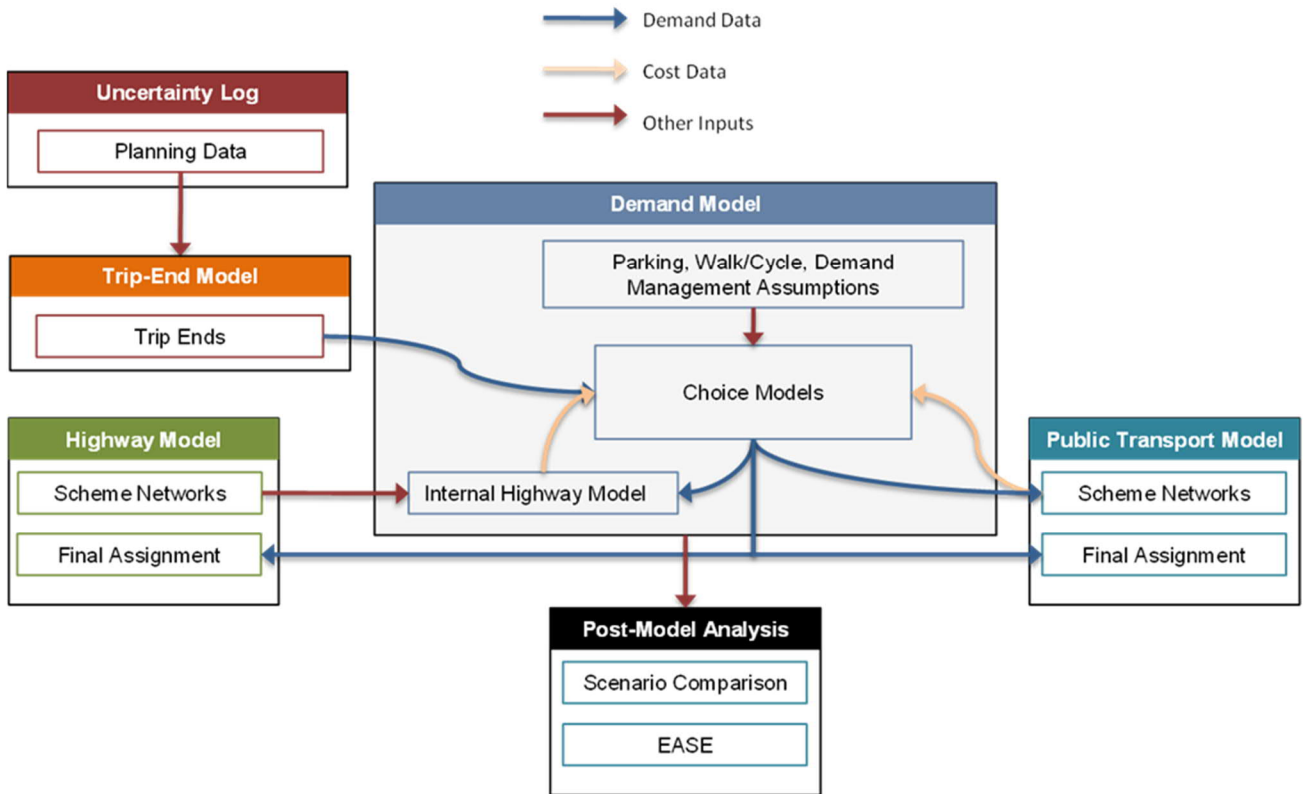 Demand Data
Cost Data
Other Inputs
Uncertainty Log
Planning Data
Trip-End Model
Trip Ends
Demand Model
Parking, Walk/Cycle, Demand
Management Assumptions
Choice Models
Internal Highway Model
Highway Model
Scheme Networks
Final Assignment
Public Transport Model
Scheme Networks
Final Assignment
Post-Model Analysis
Scenario Comparison
EASE